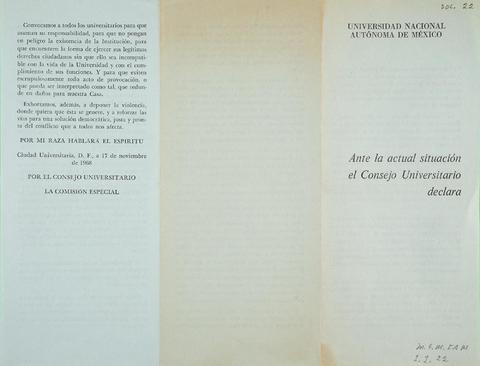 Convocamos a todos los universitarios para que
asuman su responsabilidad, para que no pongan
en peligro la existencia de la Institución, para
que encuentren la forma de ejercer sus legítimos
derechos ciudadanos sin que ello sea incompati-
ble con la vida de la Universidad y con el cum-
plimiento de sus funciones. Y para que eviten
escrupulosamente todo acto de provocación, o
que pueda ser interpretado como tal, que redun-
de en daños para nuestra Casa.
Exhortamos, además, a deponer la violencia,
donde quiera que ésta se genere, y a reforzar las
vías para una solución democrática, justa y pron-
ta del conflicto que a todos nos afecta.
POR MI RAZA HABLARÁ EL ESPÍRITU
Ciudad Universitaria, D. F., a 17 de noviembre
de 1968
POR EL CONSEJO UNIVERSITARIO
LA COMISIÓN ESPECIAL
DOC. 22
UNIVERSIDAD NACIONAL
AUTÓNOMA DE MÉXICO
Ante la actual situación
el Consejo Universitario
declara
22